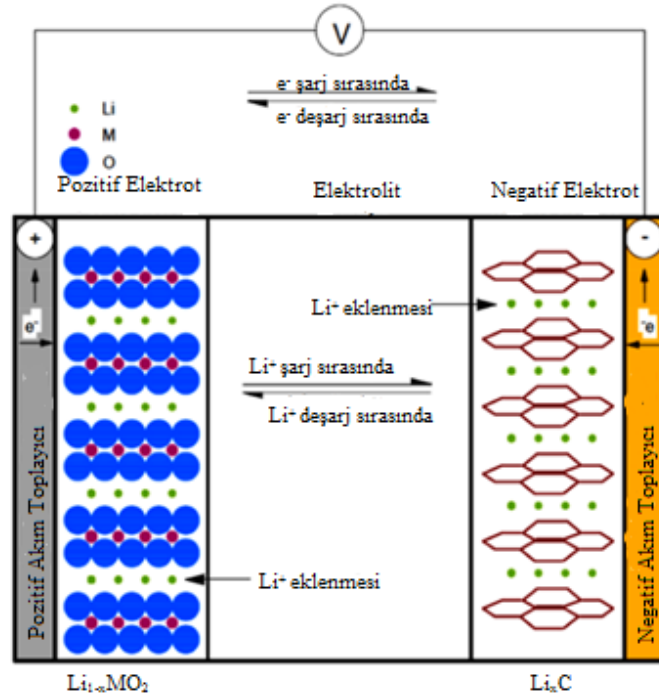 V
e- şarj sırasında
e- deşarj sırasında
Li
M
O
Pozitif Elektrot
Elektrolit
Negatif Elektrot
+
-
e-
-e
Li+ eklenmesi
Li+ şarj sırasında
Li+ deşarj sırasında
Li+ eklenmesi
Pozitif Akım Toplayıcı
Negatif Akım Toplayıcı
Li1-xMO2
LixC